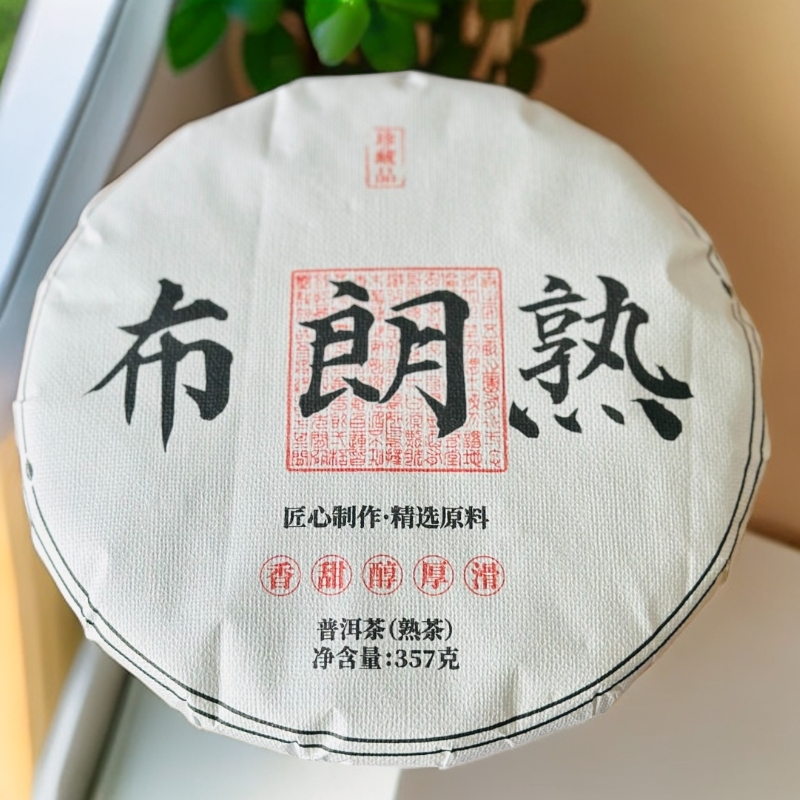 珍藏品
布朗熟
匠心制作·精选原料
香甜醇厚滑
普洱茶(熟茶)
净含量:357克